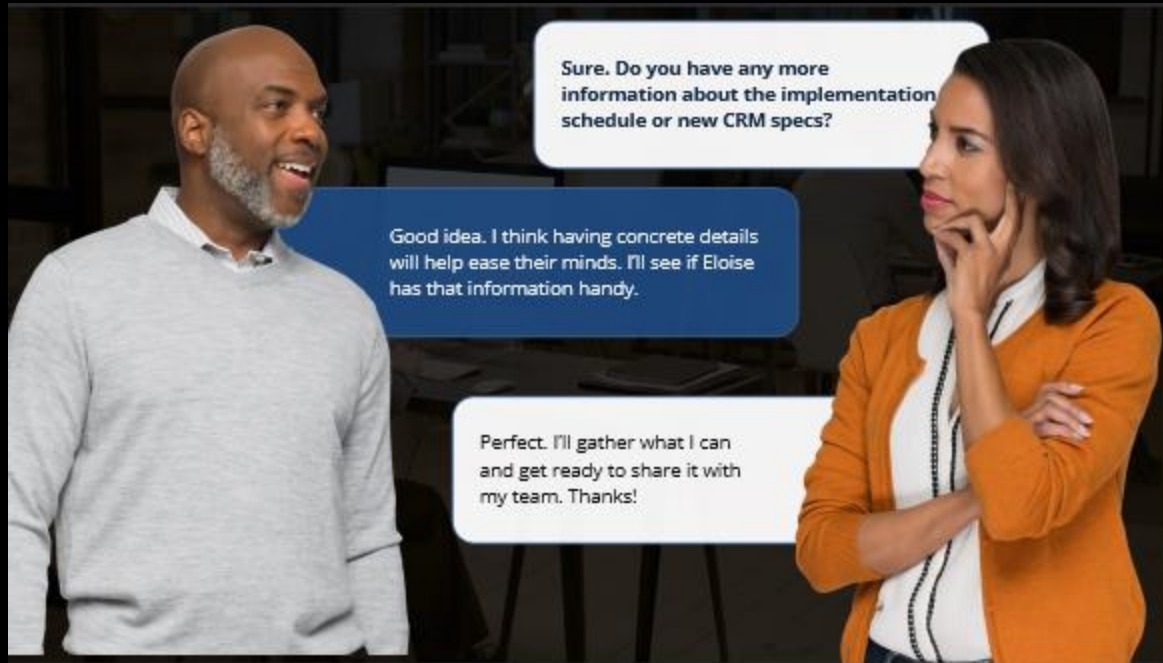 Sure. Do you have any more
information about the implementation
schedule or new CRM specs?
Good idea. I think having concrete details
will help ease their minds. I'll see if Eloise
has that information handy.
Perfect. I'll gather what I can
and get ready to share it with
my team. Thanks!